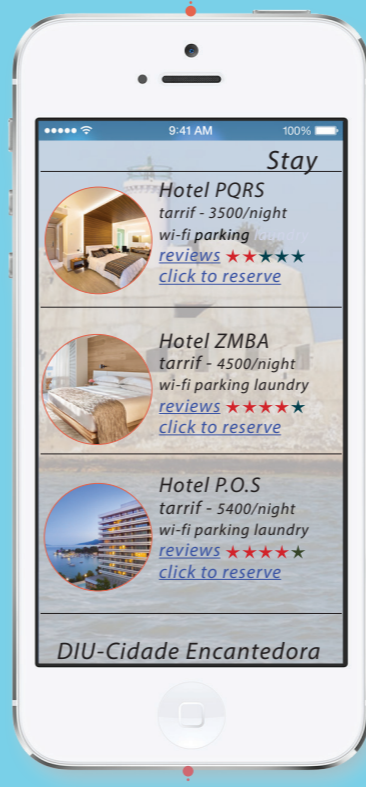 9:41 AM 100%
Stay
Hotel PQRS
tarrif - 3500/night
wi-fi parking laundry
reviews
click to reserve
Hotel ZMBA
tarrif - 4500/night
wi-fi parking laundry
reviews
click to reserve
Hotel P.O.S
tarrif - 5400/night
wi-fi parking laundry
reviews
click to reserve
DIU-Cidade Encantedora